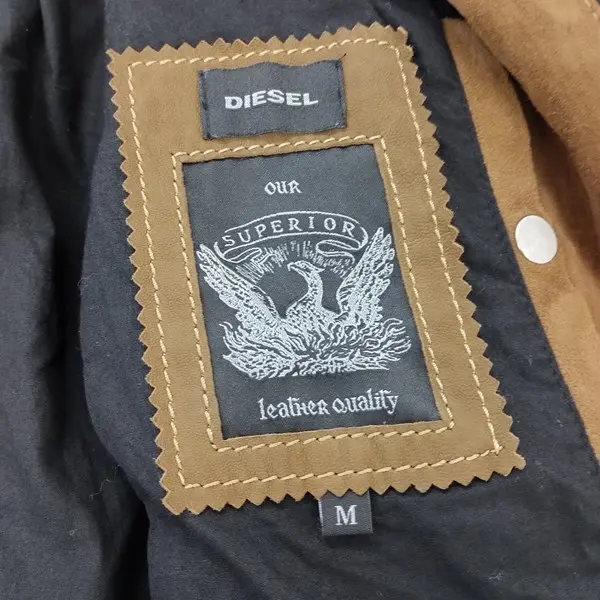 DIESEL
OUR
SUPERIOR
leather Quality
M